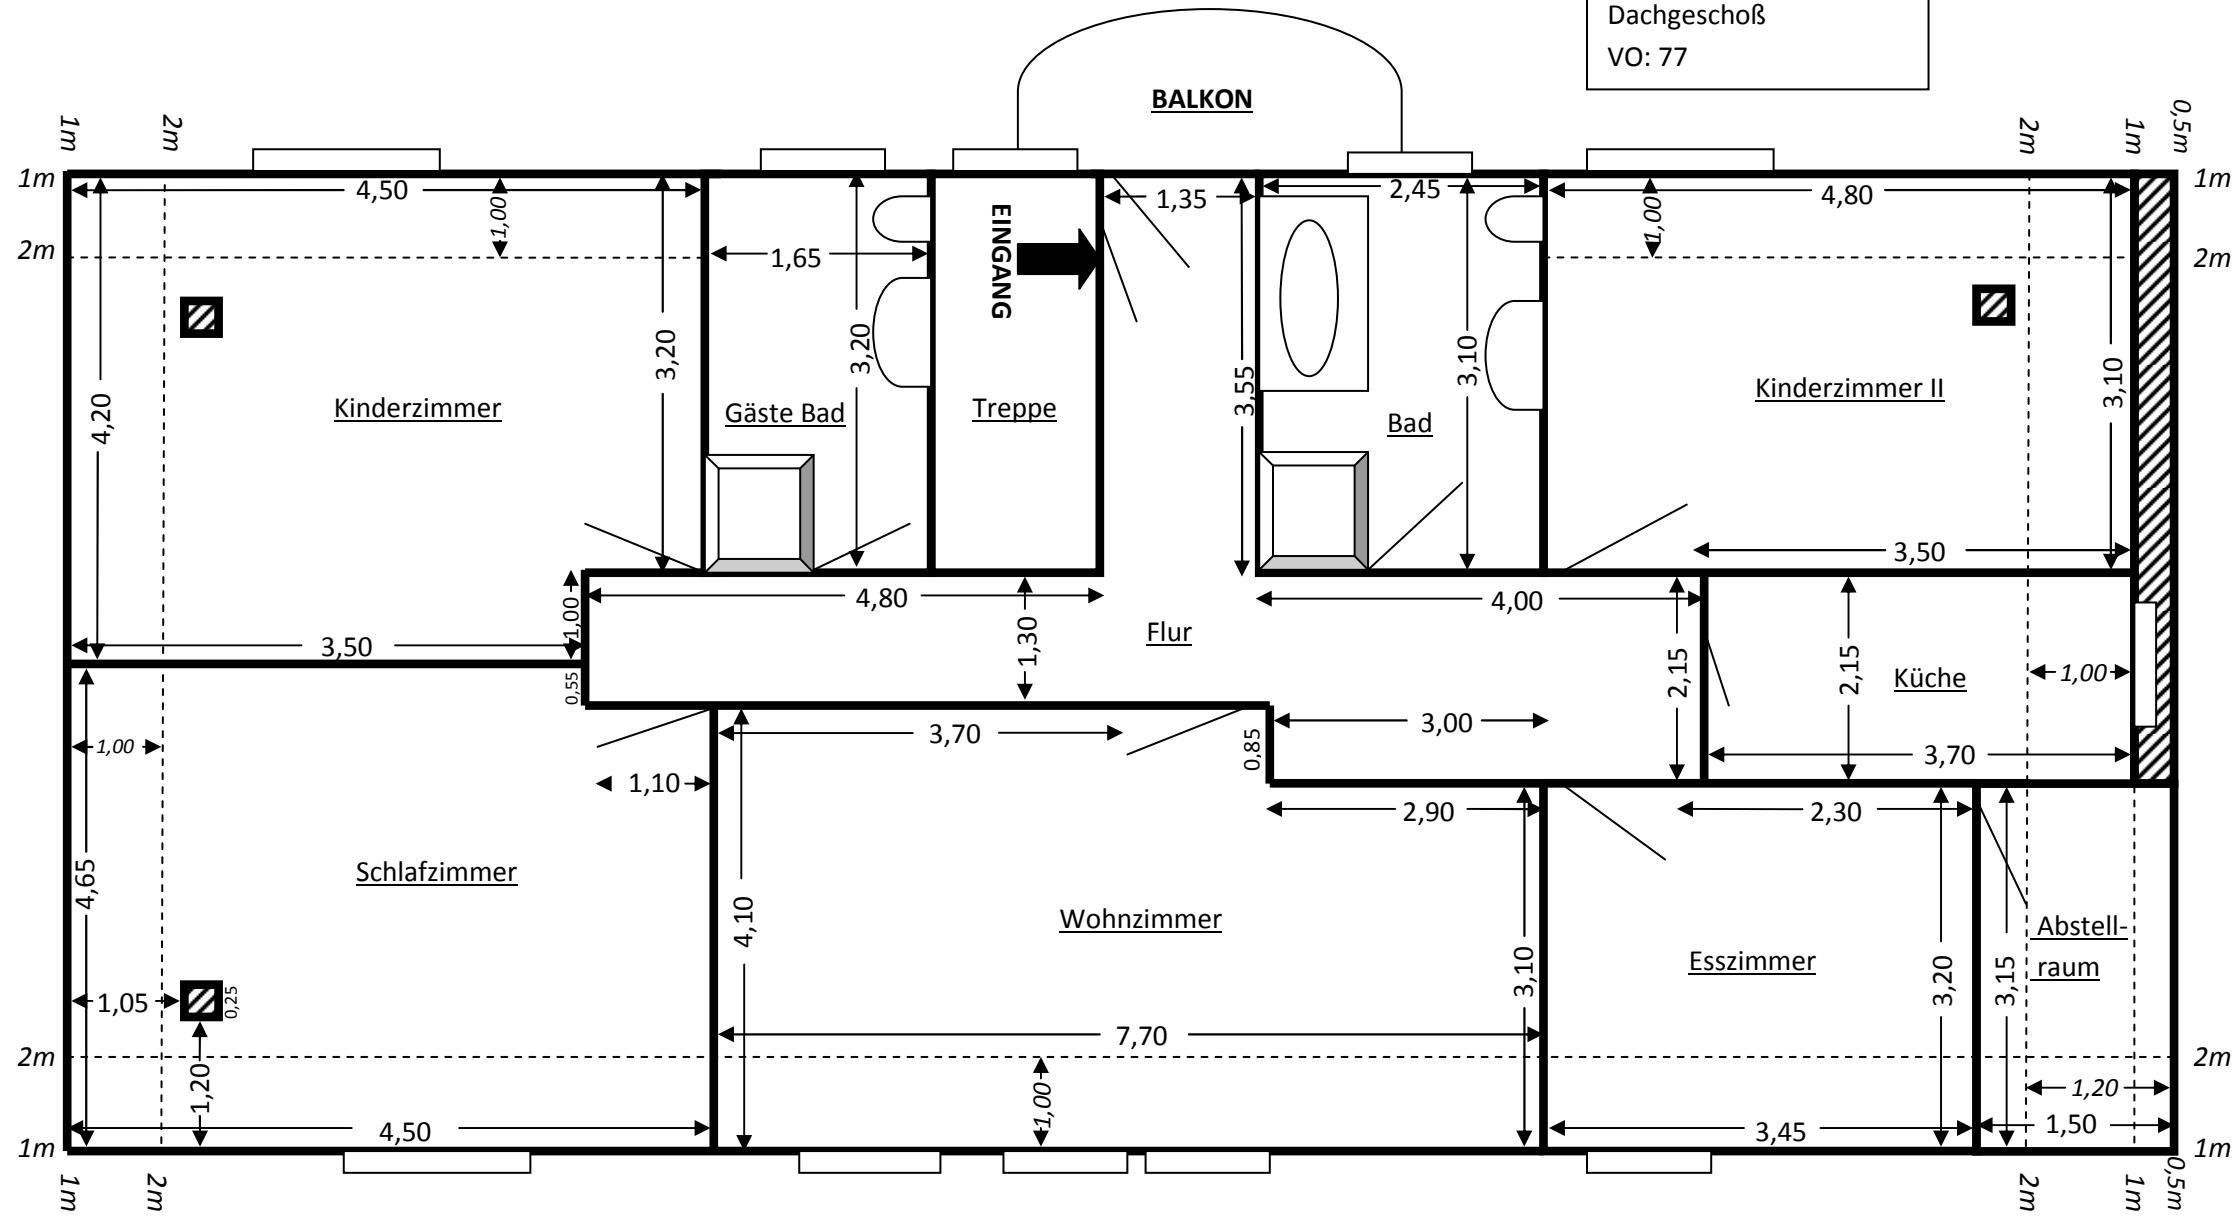 Dachgeschoß
VO: 77
BALKON
1m
2m
2m
1m
0,5m
1m
1m
4,50
1,00
1,35
2,45
4,80
1,00
2m
2m
1,65
EINGANG
3,20
3,20
3,55
3,10
3,10
4,20
Kinderzimmer
Gäste Bad
Treppe
Bad
Kinderzimmer II
3,50
4,80
4,00
1,00
3,50
1,30
Flur
2,15
2,15
Küche
1,00
0,55
1,00
3,70
0,85
3,00
3,70
1,10
2,90
2,30
4,65
Schlafzimmer
4,10
Wohnzimmer
3,10
Esszimmer
3,20
3,15
Abstell-
raum
1,05
0,25
7,70
2m
2m
1,20
1,00
1,20
4,50
3,45
1,50
1m
1m
1m
2m
2m
1m
0,5m